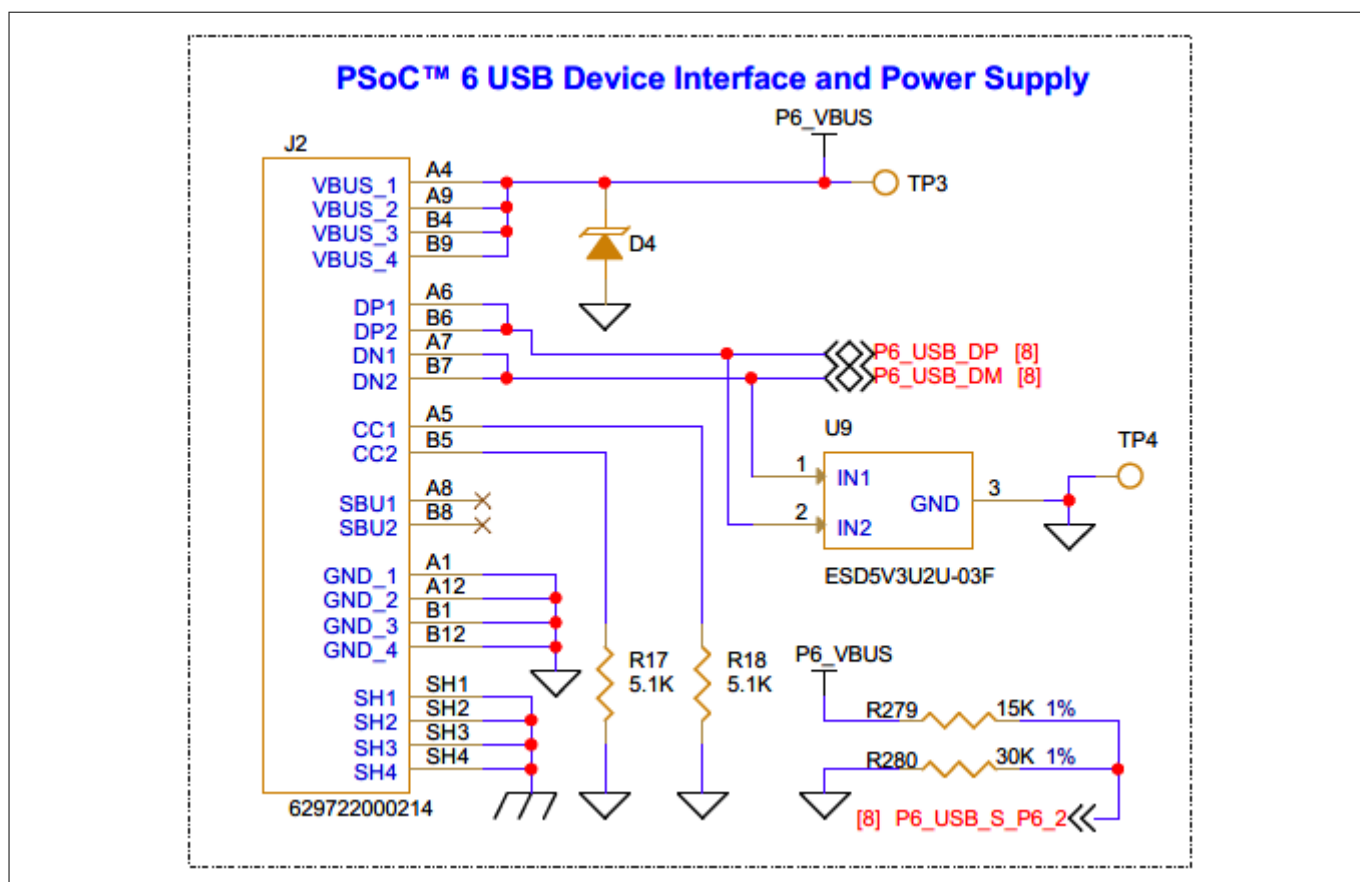 PSoC™ 6 USB Device Interface and Power Supply
P6_VBUS
J2
TP3
VBUS_1 A4
VBUS_2 A9
VBUS_3 B4
VBUS_4 B9
D4
DP1 A6
DP2 B6
DN1 A7
DN2 B7
P6_USB_DP [8]
P6_USB_DM [8]
CC1 A5
CC2 B5
U9
TP4
1 IN1
GND 3
2 IN2
ESD5V3U2U-03F
SBU1 A8
SBU2 B8
GND_1 A1
GND_2 A12
GND_3 B1
GND_4 B12
R17
5.1K
R18
5.1K
P6_VBUS
SH1 SH1
SH2 SH2
SH3 SH3
SH4 SH4
R279 15K 1%
R280 30K 1%
629722000214
[8] P6_USB_S_P6_2